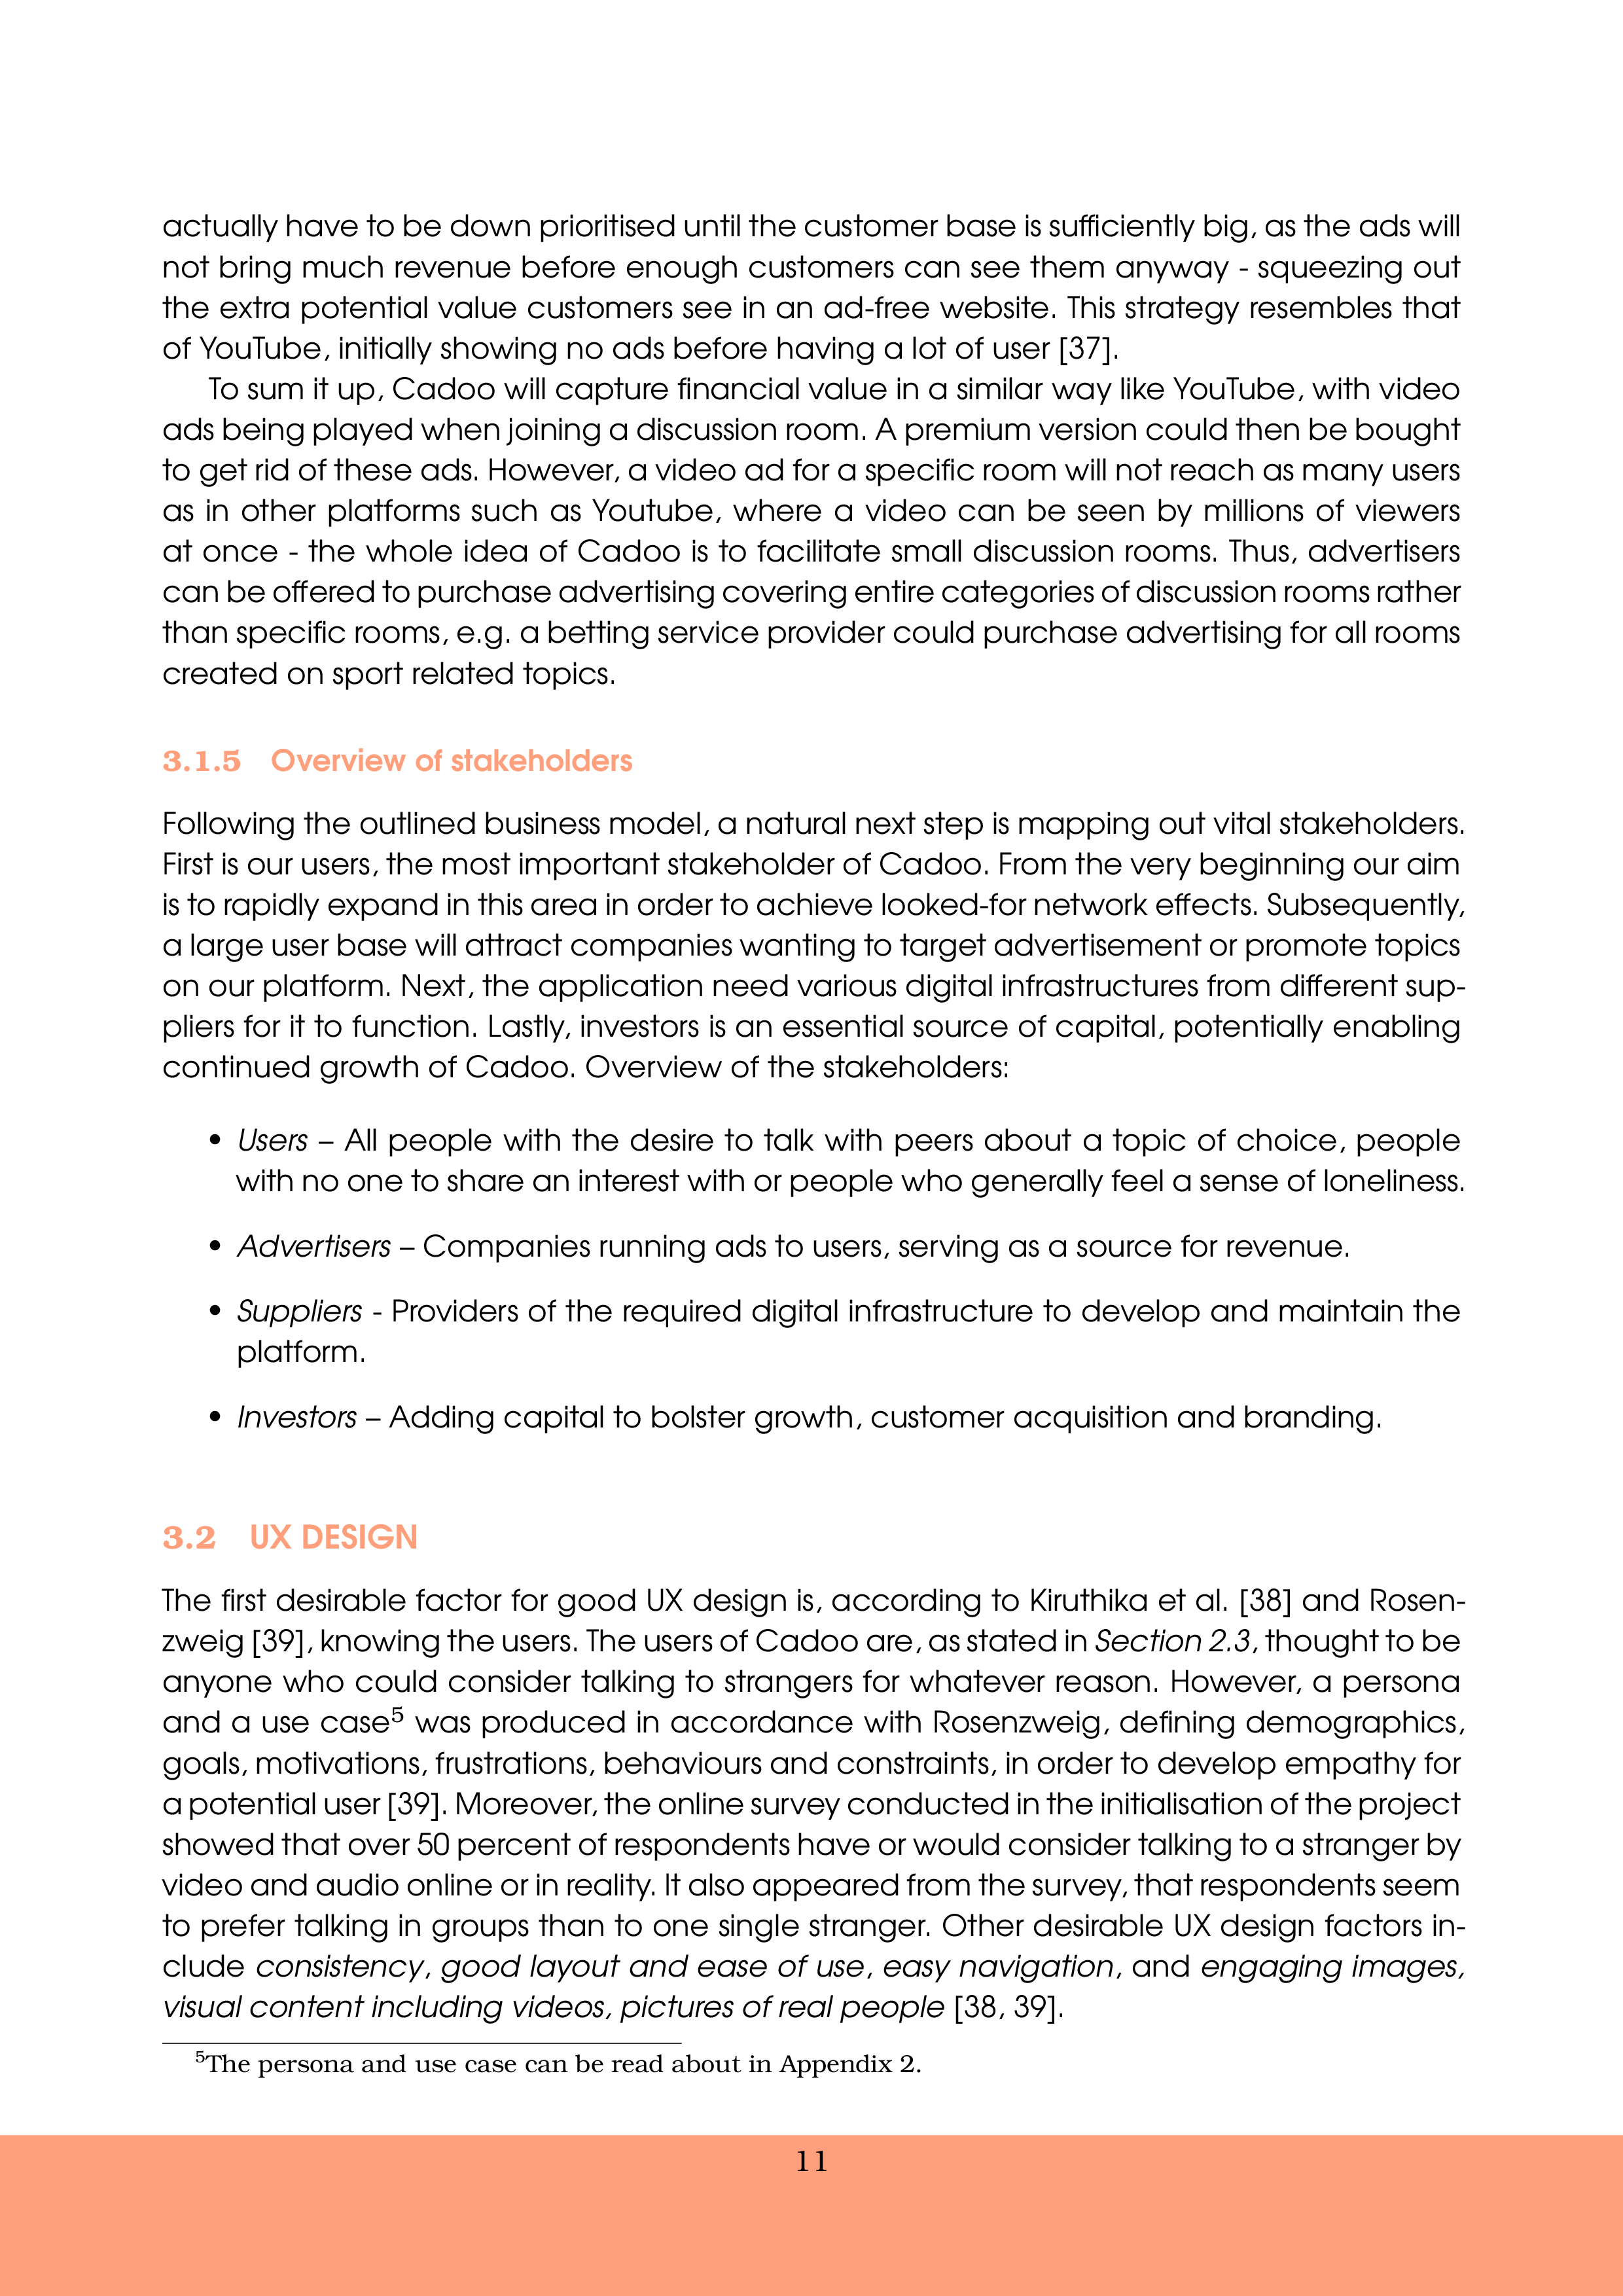 actually have to be down prioritised until the customer base is sufficiently big, as the ads will
not bring much revenue before enough customers can see them anyway - squeezing out
the extra potential value customers see in an ad-free website. This strategy resembles that
of YouTube, initially showing no ads before having a lot of user [37].
To sum it up, Cadoo will capture financial value in a similar way like YouTube, with video
ads being played when joining a discussion room. A premium version could then be bought
to get rid of these ads. However, a video ad for a specific room will not reach as many users
as in other platforms such as Youtube, where a video can be seen by millions of viewers
at once - the whole idea of Cadoo is to facilitate small discussion rooms. Thus, advertisers
can be offered to purchase advertising covering entire categories of discussion rooms rather
than specific rooms, e.g. a betting service provider could purchase advertising for all rooms
created on sport related topics.
3.1.5 Overview of stakeholders
Following the outlined business model, a natural next step is mapping out vital stakeholders.
First is our users, the most important stakeholder of Cadoo. From the very beginning our aim
is to rapidly expand in this area in order to achieve looked-for network effects. Subsequently,
a large user base will attract companies wanting to target advertisement or promote topics
on our platform. Next, the application need various digital infrastructures from different sup-
pliers for it to function. Lastly, investors is an essential source of capital, potentially enabling
continued growth of Cadoo. Overview of the stakeholders:
• Users – All people with the desire to talk with peers about a topic of choice, people
with no one to share an interest with or people who generally feel a sense of loneliness.
• Advertisers – Companies running ads to users, serving as a source for revenue.
• Suppliers - Providers of the required digital infrastructure to develop and maintain the
platform.
• Investors – Adding capital to bolster growth, customer acquisition and branding.
3.2 UX DESIGN
The first desirable factor for good UX design is, according to Kiruthika et al. [38] and Rosen-
zweig [39], knowing the users. The users of Cadoo are, as stated in Section 2.3, thought to be
anyone who could consider talking to strangers for whatever reason. However, a persona
and a use case5 was produced in accordance with Rosenzweig, defining demographics,
goals, motivations, frustrations, behaviours and constraints, in order to develop empathy for
a potential user [39]. Moreover, the online survey conducted in the initialisation of the project
showed that over 50 percent of respondents have or would consider talking to a stranger by
video and audio online or in reality. It also appeared from the survey, that respondents seem
to prefer talking in groups than to one single stranger. Other desirable UX design factors in-
clude consistency, good layout and ease of use, easy navigation, and engaging images,
visual content including videos, pictures of real people [38, 39].
5The persona and use case can be read about in Appendix 2.
11